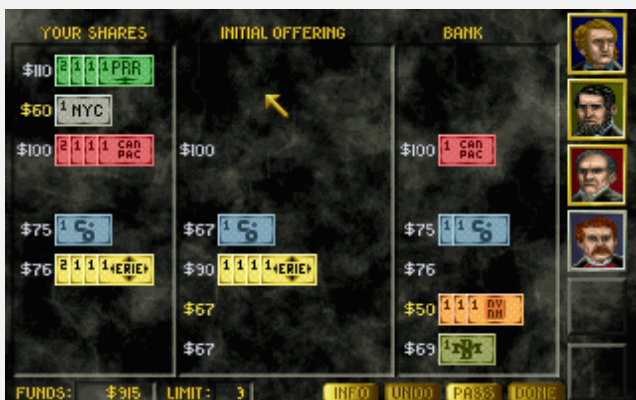 YOUR SHARES INITIAL OFFERING BANK
$110 2 1 1 1 PRR
$60 1 NYC
$100 2 1 1 1 CAN PAC $100 $100 1 CAN PAC
$75 1 C&O $67 1 C&O $75 1 1 C&O
$76 2 1 1 1 ERIE $90 1 1 1 1 ERIE $76
$67 $50 1 1 1 NY NH
$67 $69 1
FUNDS: $915 LIMIT: 3 INFO UNDO PASS DONE